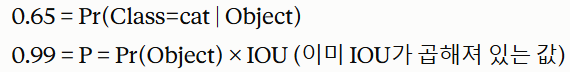 0.65 = Pr(Class=cat | Object)
0.99 = P = Pr(Object) × IOU (이미 IOU가 곱해져 있는 값)